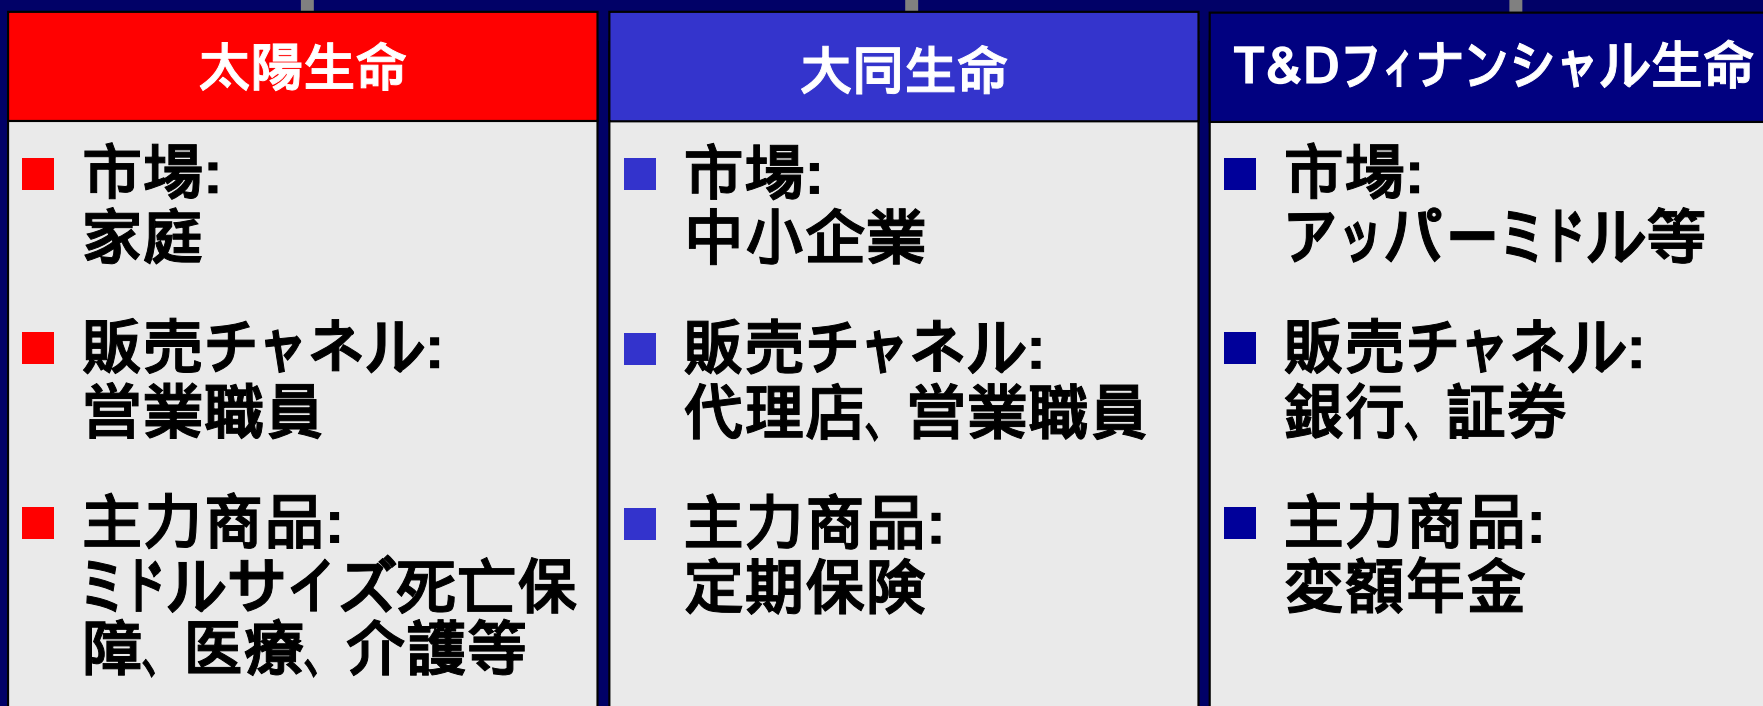 太陽生命
市場:
家庭
販売チャネル:
営業職員
主力商品:
ミドルサイズ死亡保
障、医療、介護等
大同生命
市場:
中小企業
販売チャネル:
代理店、営業職員
主力商品:
定期保険
T&Dフィナンシャル生命
市場:
アッパーミドル等
販売チャネル:
銀行、証券
主力商品:
変額年金